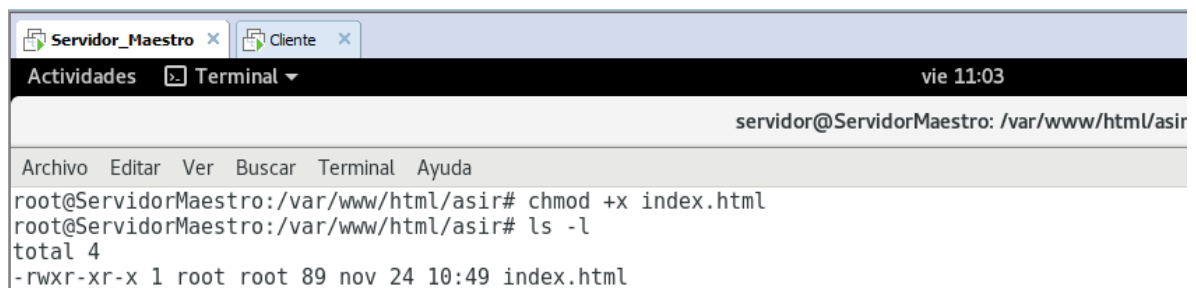 Servidor_Maestro × Cliente ×
Actividades Terminal vie 11:03
servidor@ServidorMaestro: /var/www/html/asir
Archivo Editar Ver Buscar Terminal Ayuda
root@ServidorMaestro:/var/www/html/asir# chmod +x index.html
root@ServidorMaestro:/var/www/html/asir# ls -l
total 4
-rwxr-xr-x 1 root root 89 nov 24 10:49 index.html